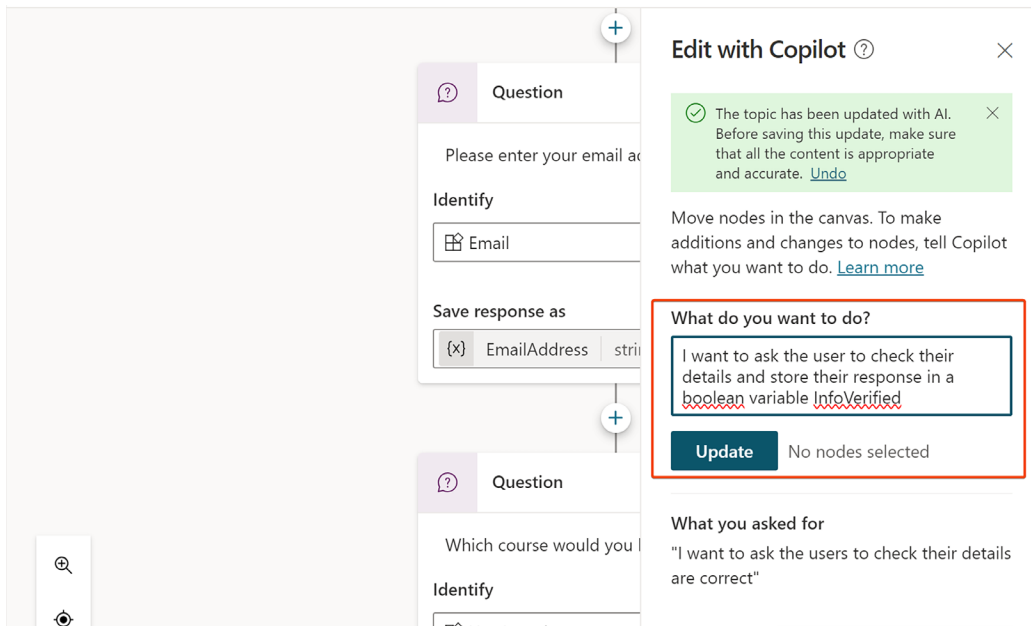 Question
Please enter your email
Identify
Email
Save response as
{x} EmailAddress
Question
Which course would you
Identify
Edit with Copilot
The topic has been updated with AI.
Before saving this update, make sure
that all the content is appropriate
and accurate. Undo
Move nodes in the canvas. To make
additions and changes to nodes, tell Copilot
what you want to do. Learn more
What do you want to do?
I want to ask the user to check their
details and store their response in a
boolean variable InfoVerified
Update No nodes selected
What you asked for
"I want to ask the users to check their details
are correct"